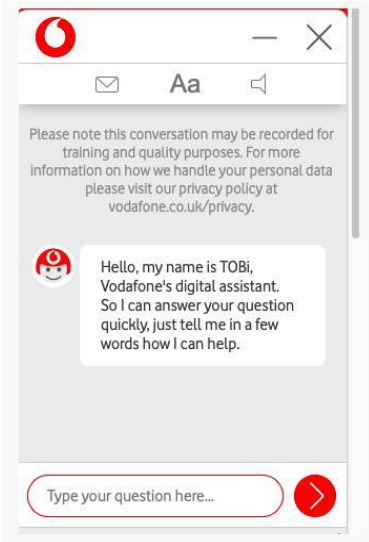 Aa
Please note this conversation may be recorded for
training and quality purposes. For more
information on how we handle your personal data
please visit our privacy policy at
vodafone.co.uk/privacy.
Hello, my name is TOBi,
Vodafone's digital assistant.
So I can answer your question
quickly, just tell me in a few
words how I can help.
Type your question here...